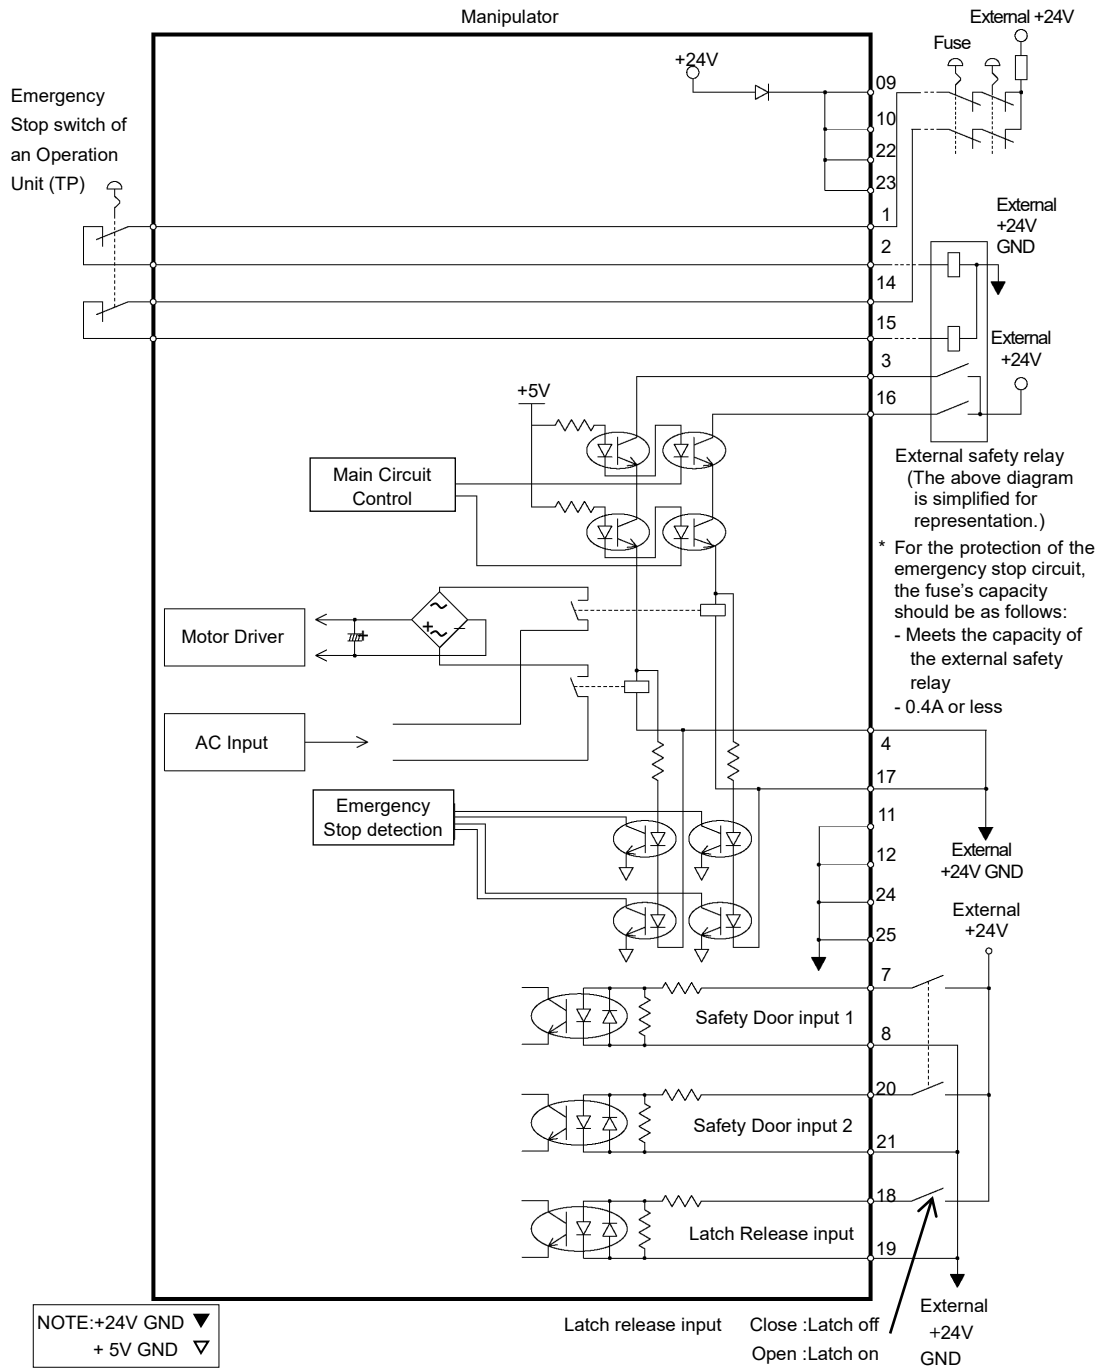 Manipulator
External +24V
Fuse
+24V
Emergency
Stop switch of
an Operation
Unit (TP)
09
10
22
23
1
2
14
15
3
16
External
+24V
GND
External
+24V
+5V
Main Circuit
Control
External safety relay
(The above diagram
is simplified for
representation.)
* For the protection of the
emergency stop circuit,
the fuse's capacity
should be as follows:
- Meets the capacity of
the external safety
relay
- 0.4A or less
Motor Driver
AC Input
4
17
11
12
24
25
Emergency
Stop detection
External
+24V GND
External
+24V
7
Safety Door input 1
8
20
Safety Door input 2
21
18
Latch Release input
19
NOTE:+24V GND ▼
+ 5V GND ▽
Latch release input Close :Latch off
Open :Latch on
External
+24V
GND